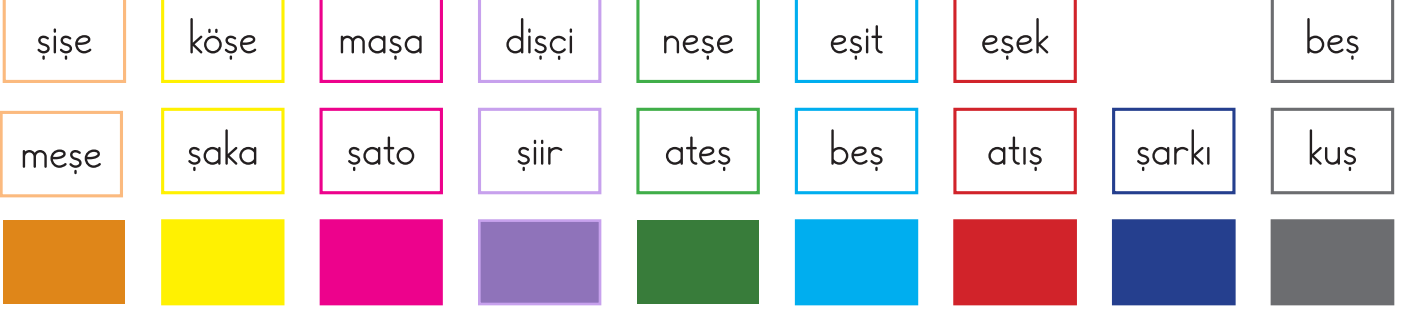 şişe köşe maşa dişçi neşe eşit eşek beş
meşe şaka şato şiir ateş beş atış şarkı kuş